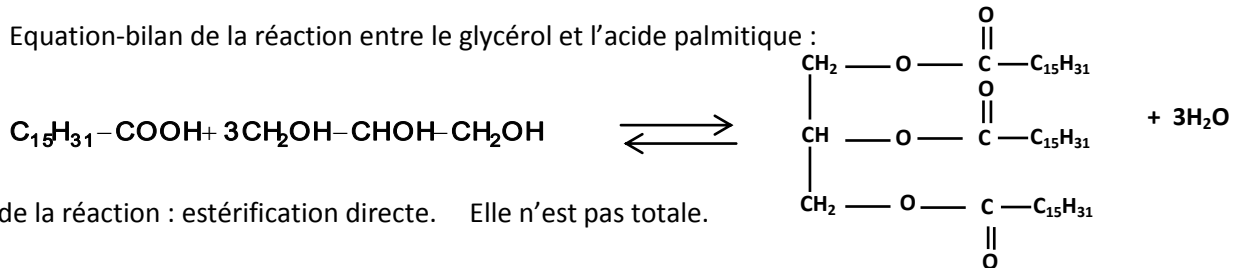 Equation-bilan de la réaction entre le glycérol et l’acide palmitique :
C₁₅H₃₁–COOH+ 3CH₂OH–CHOH–CH₂OH
O
||
CH₂ — O — C —C₁₅H₃₁
O
||
CH — O — C —C₁₅H₃₁
+ 3H₂O
CH₂ — O — C —C₁₅H₃₁
||
O
de la réaction : estérification directe. Elle n’est pas totale.